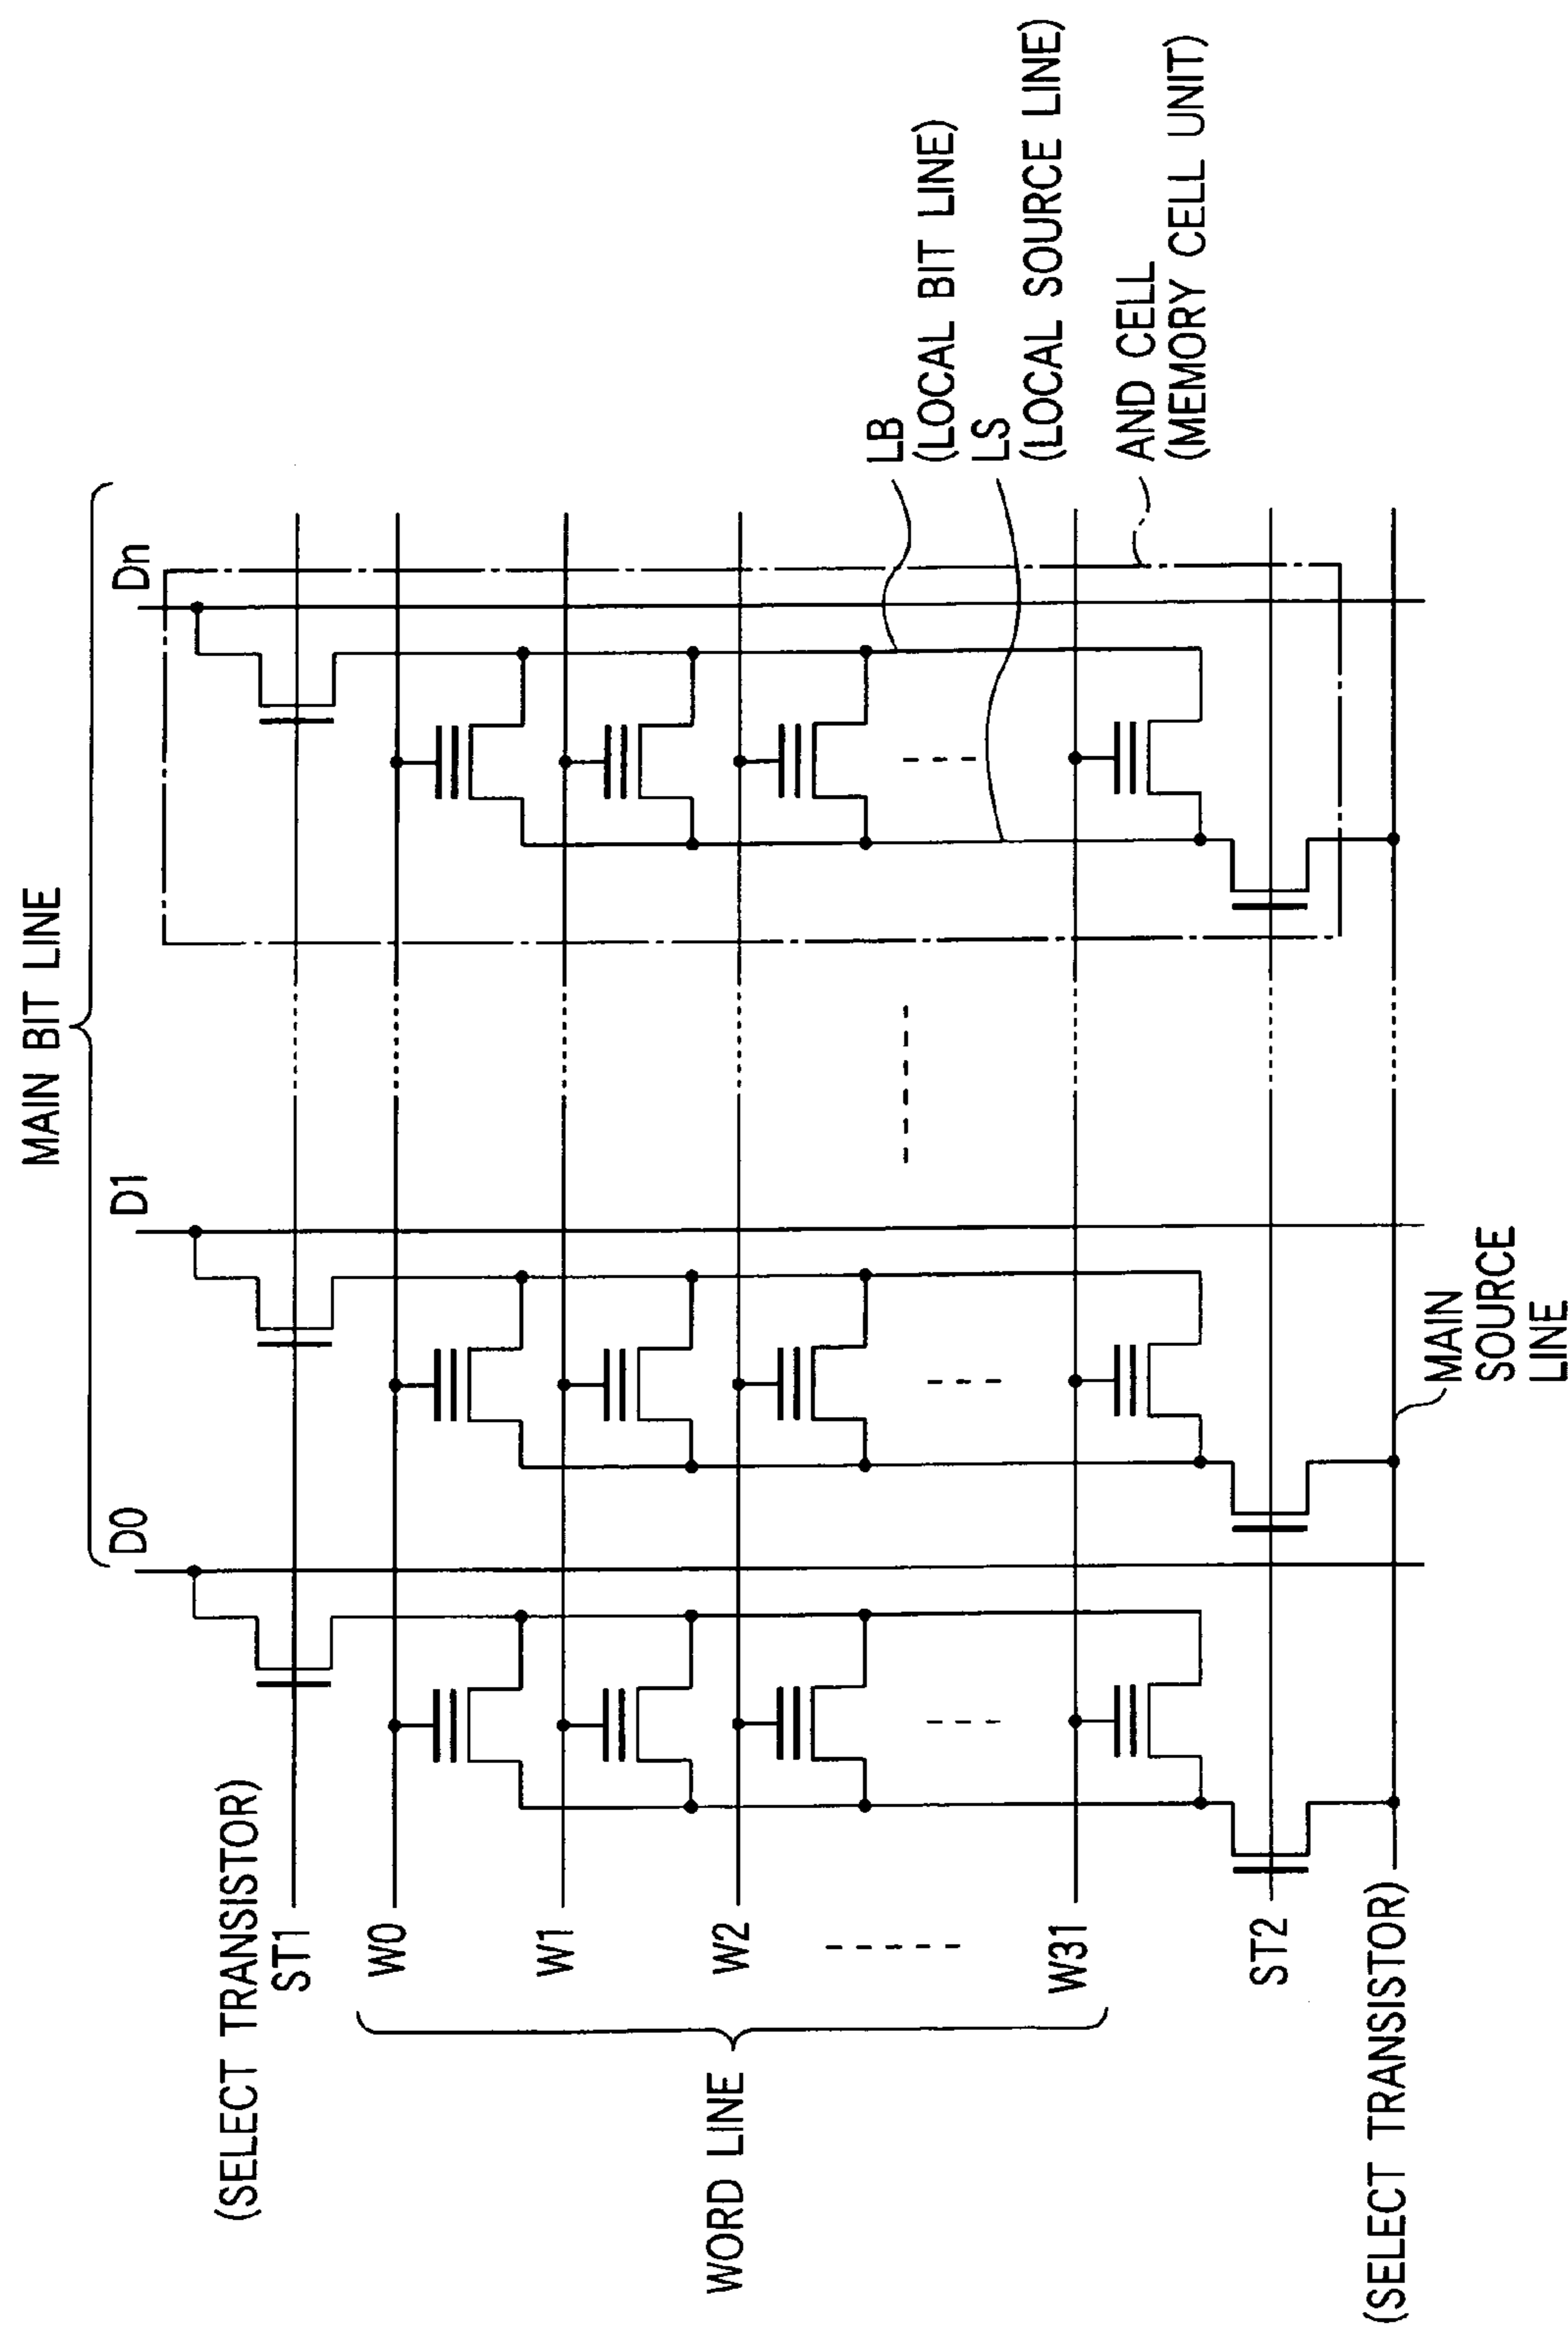 MAIN BIT LINE
D0
D1
Dn
(SELECT TRANSISTOR)
ST1
W0
W1
W2
W31
WORD LINE
ST2
(SELECT TRANSISTOR)
MAIN
SOURCE
LINE
LB
(LOCAL BIT LINE)
LS
(LOCAL SOURCE LINE)
AND CELL
(MEMORY CELL UNIT)